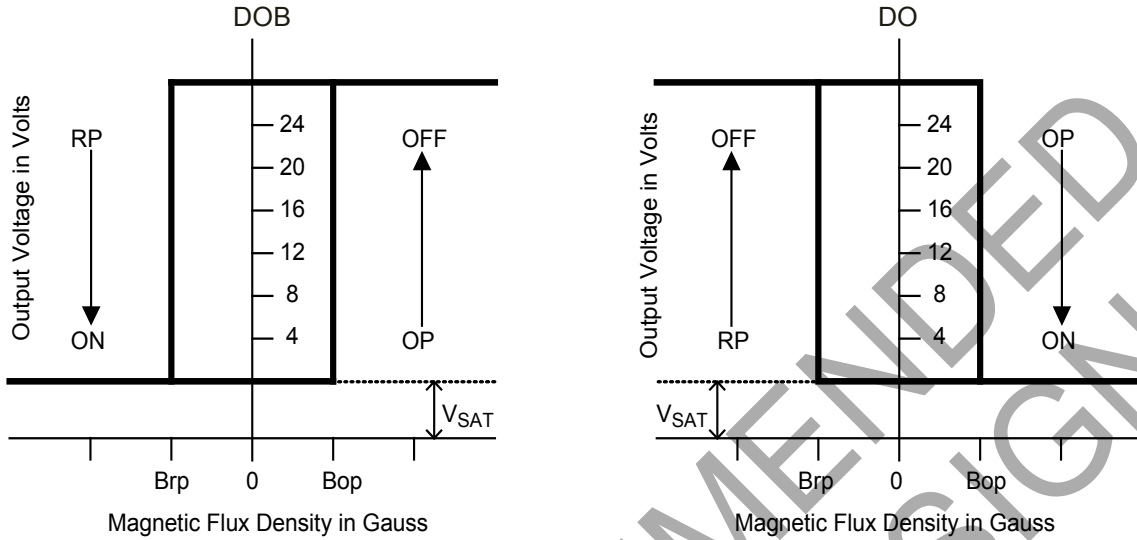 DOB
Output Voltage in Volts
RP
ON
24
20
16
12
8
4
OFF
OP
VSAT
Brp
0
Bop
Magnetic Flux Density in Gauss
DO
Output Voltage in Volts
OFF
RP
24
20
16
12
8
4
OP
ON
VSAT
Brp
0
Bop
Magnetic Flux Density in Gauss
MENDED
SIGN